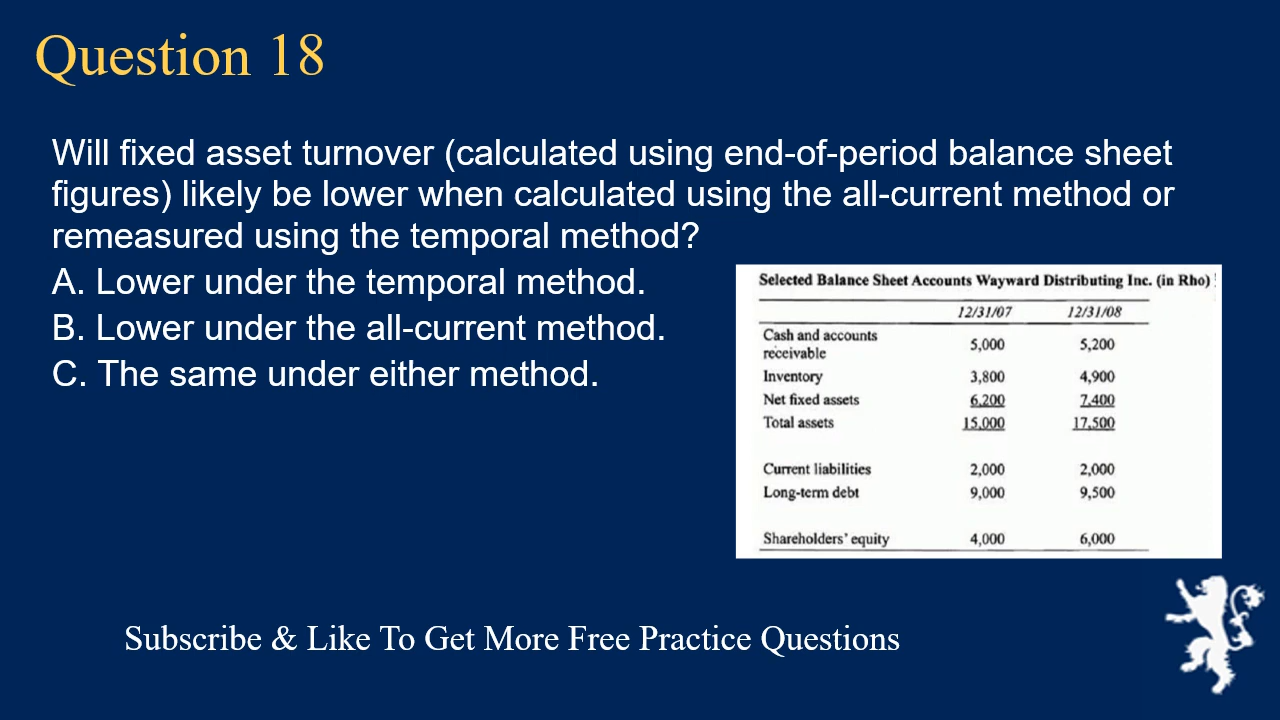 Question 18
Will fixed asset turnover (calculated using end-of-period balance sheet
figures) likely be lower when calculated using the all-current method or
remeasured using the temporal method?
A. Lower under the temporal method.
B. Lower under the all-current method.
C. The same under either method.
Selected Balance Sheet Accounts Wayward Distributing Inc. (in Rho)
12/31/07 12/31/08
Cash and accounts
receivable 5,000 5,200
Inventory 3,800 4,900
Net fixed assets 6,200 7,400
Total assets 15,000 17,500
Current liabilities 2,000 2,000
Long-term debt 9,000 9,500
Shareholders' equity 4,000 6,000
Subscribe & Like To Get More Free Practice Questions